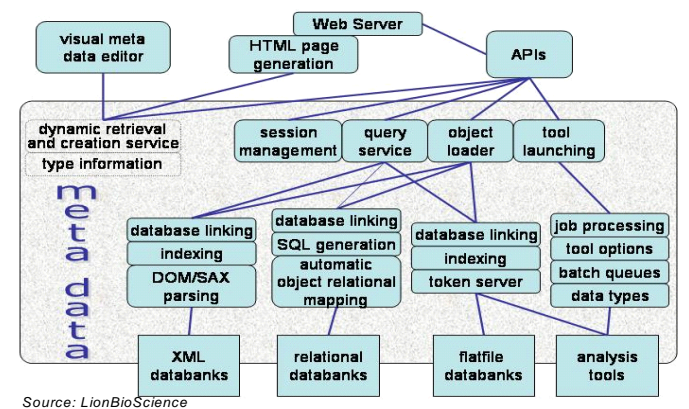 Web Server
visual meta
data editor
HTML page
generation
APIs
dynamic retrieval
and creation service
type information
session
management
query
service
object
loader
tool
launching
meta data
database linking
indexing
DOM/SAX
parsing
database linking
SQL generation
automatic
object relational
mapping
database linking
indexing
token server
job processing
tool options
batch queues
data types
XML
databanks
relational
databanks
flatfile
databanks
analysis
tools
Source: LionBioScience